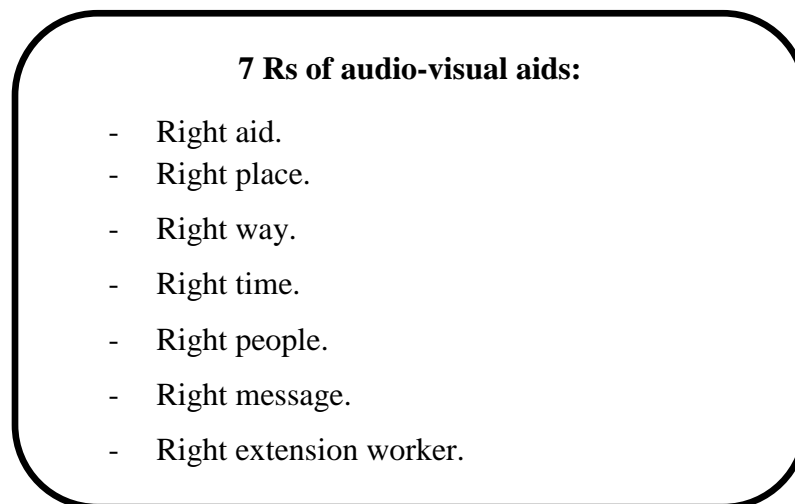 7 Rs of audio-visual aids:
- Right aid.
- Right place.
- Right way.
- Right time.
- Right people.
- Right message.
- Right extension worker.